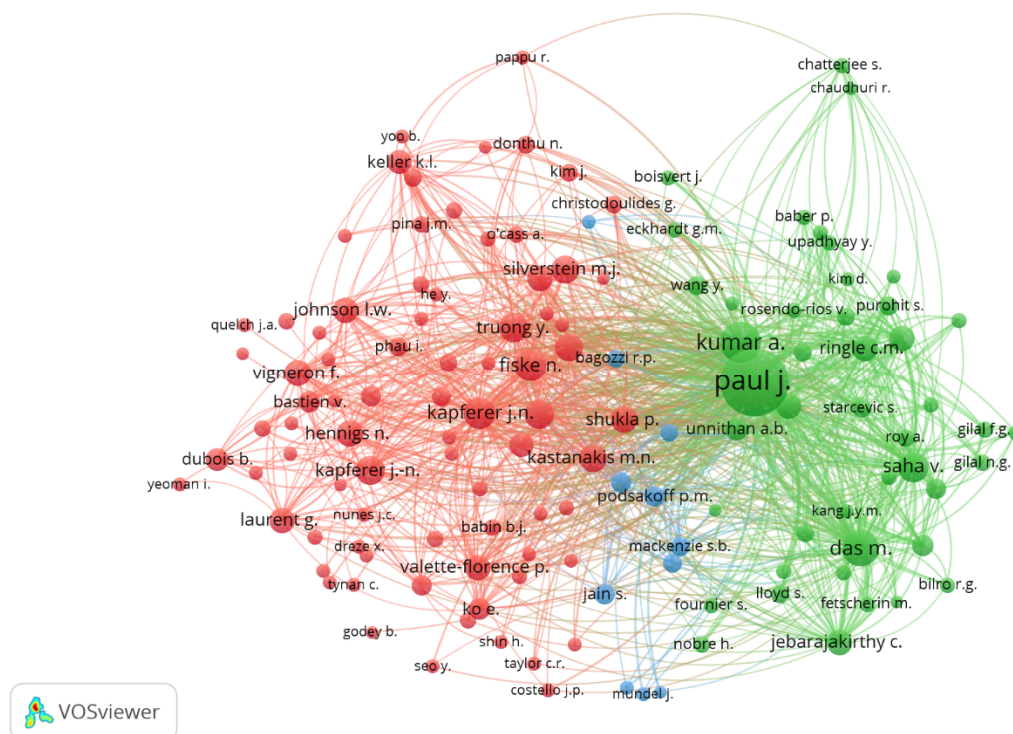 pappu r.
chatterjee s.
chaudhuri r.
yoo b.
donthu n.
keller k.l.
kim j.
boisvert j.
christodoulides g.
baber p.
pina j.m.
eckhardt g.m.
o'cass a.
upadhyay y.
silverstein m.j.
kim d.
wang y.
he y.
johnson l.w.
rosendo-rios v.
purohit s.
quelch j.a.
truong y.
kumar a.
phau i.
ringle c.m.
bagozzi r.p.
fiske n.
vigneron f.
paul j.
bastien v.
kapferer j.n.
shukla p.
starcevic s.
unnithan a.b.
hennigs n.
roy a.
gilal f.g.
dubois b.
kastanakis m.n.
gilal n.g.
kapferer j.-n.
saha v.
yeoman i.
podsakoff p.m.
nunes j.c.
kang j.y.m.
laurent g.
babin b.j.
dreze x.
mackenzie s.b.
das m.
valette-florence p.
tynan c.
bilro r.g.
jain s.
lloyd s.
fetscherin m.
fournier s.
ko e.
godey b.
shin h.
nobre h.
jebarajakirthy c.
seo y.
taylor c.r.
costello j.p.
mundel j.
VOSviewer